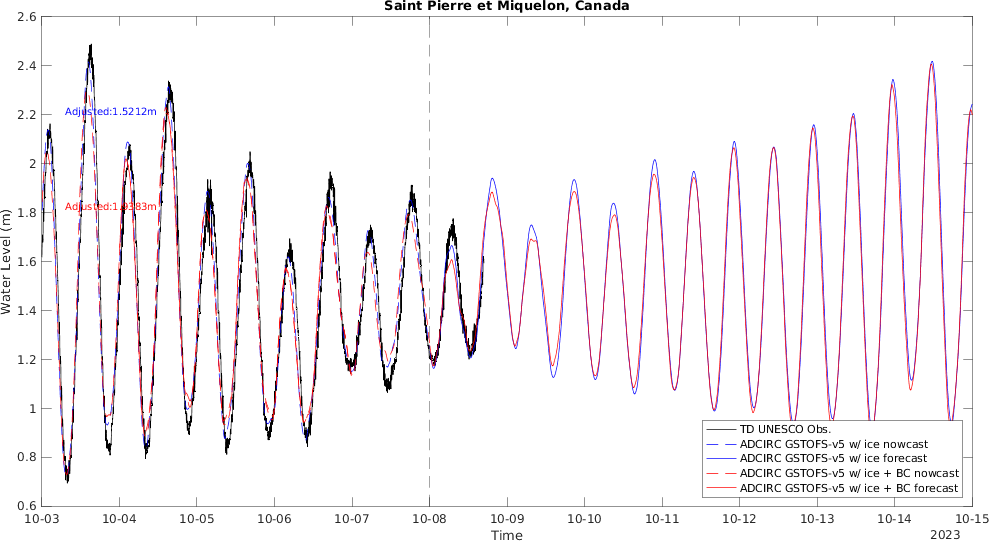 Saint Pierre et Miquelon, Canada
2.6
2.4
2.2
2
1.8
1.6
1.4
1.2
1
0.8
0.6
Water Level (m)
Adjusted:1.5212m
Adjusted:1.9383m
TD UNESCO Obs.
ADCIRC GSTOFS-v5 w/ ice nowcast
ADCIRC GSTOFS-v5 w/ ice forecast
ADCIRC GSTOFS-v5 w/ ice + BC nowcast
ADCIRC GSTOFS-v5 w/ ice + BC forecast
10-03 10-04 10-05 10-06 10-07 10-08 10-09 10-10 10-11 10-12 10-13 10-14 10-15
Time
2023